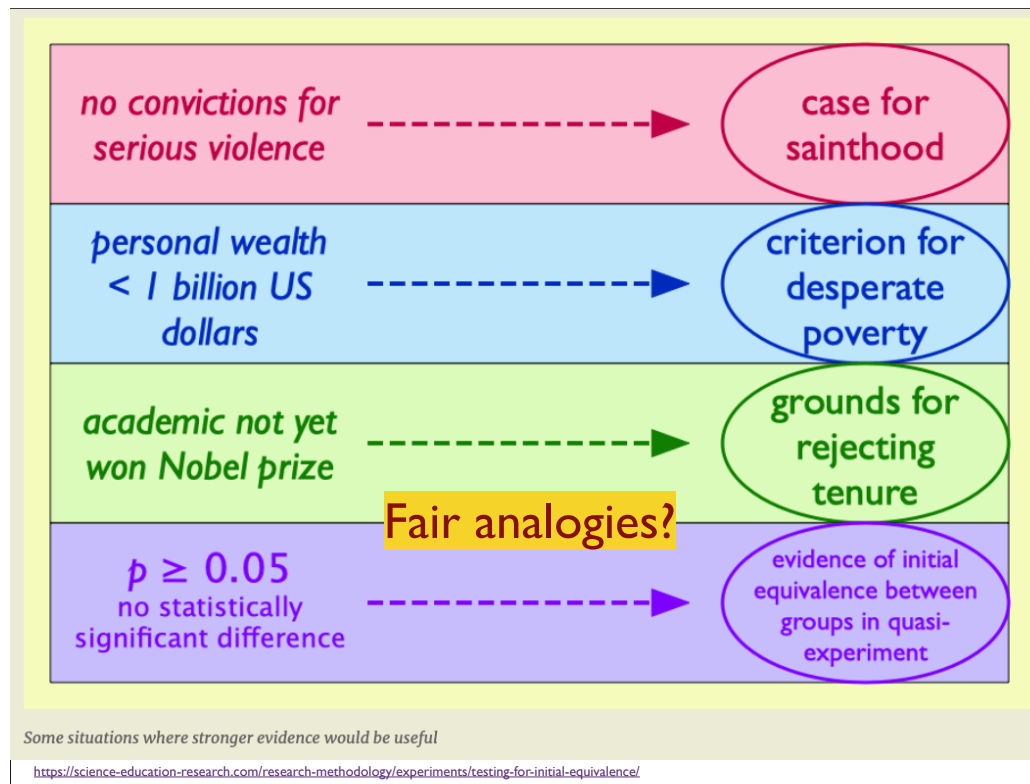 no convictions for
serious violence
case for
sainthood
personal wealth
< 1 billion US
dollars
criterion for
desperate
poverty
academic not yet
won Nobel prize
grounds for
rejecting
tenure
Fair analogies?
p ≥ 0.05
no statistically
significant difference
evidence of initial
equivalence between
groups in quasi-
experiment
Some situations where stronger evidence would be useful
https://science-education-research.com/research-methodology/experiments/testing-for-initial-equivalence/